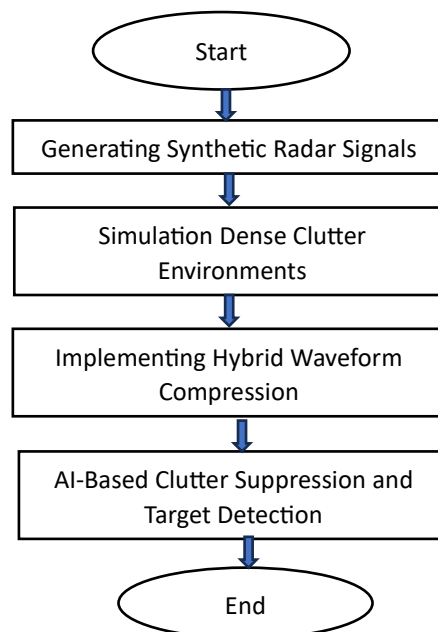 Start
Generating Synthetic Radar Signals
Simulation Dense Clutter
Environments
Implementing Hybrid Waveform
Compression
AI-Based Clutter Suppression and
Target Detection
End